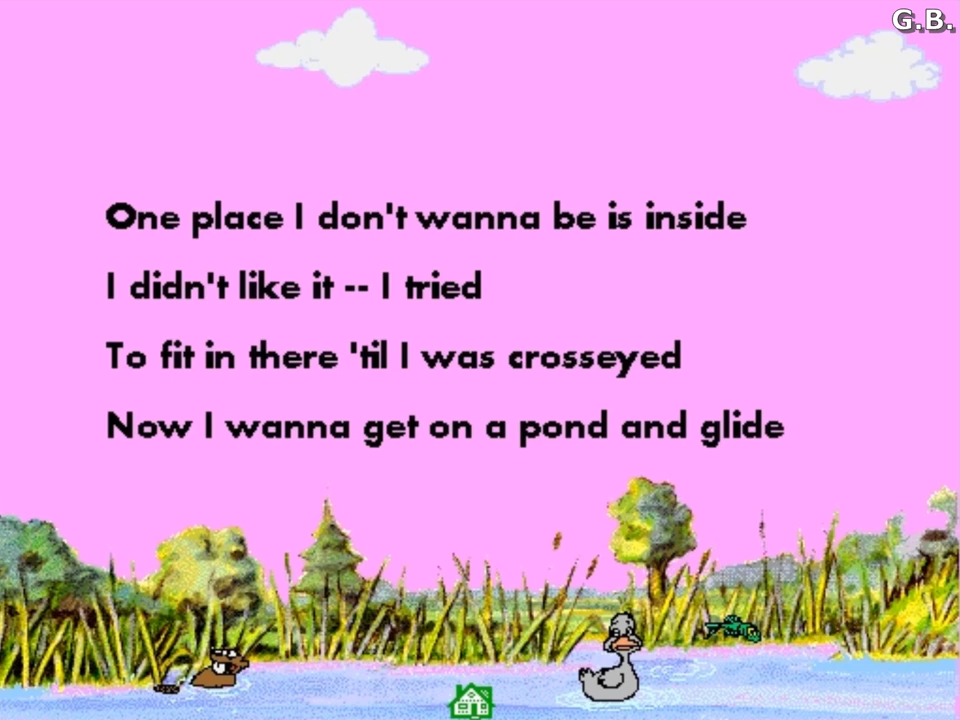 G.B.
One place I don't wanna be is inside
I didn't like it -- I tried
To fit in there 'til I was crosseyed
Now I wanna get on a pond and glide